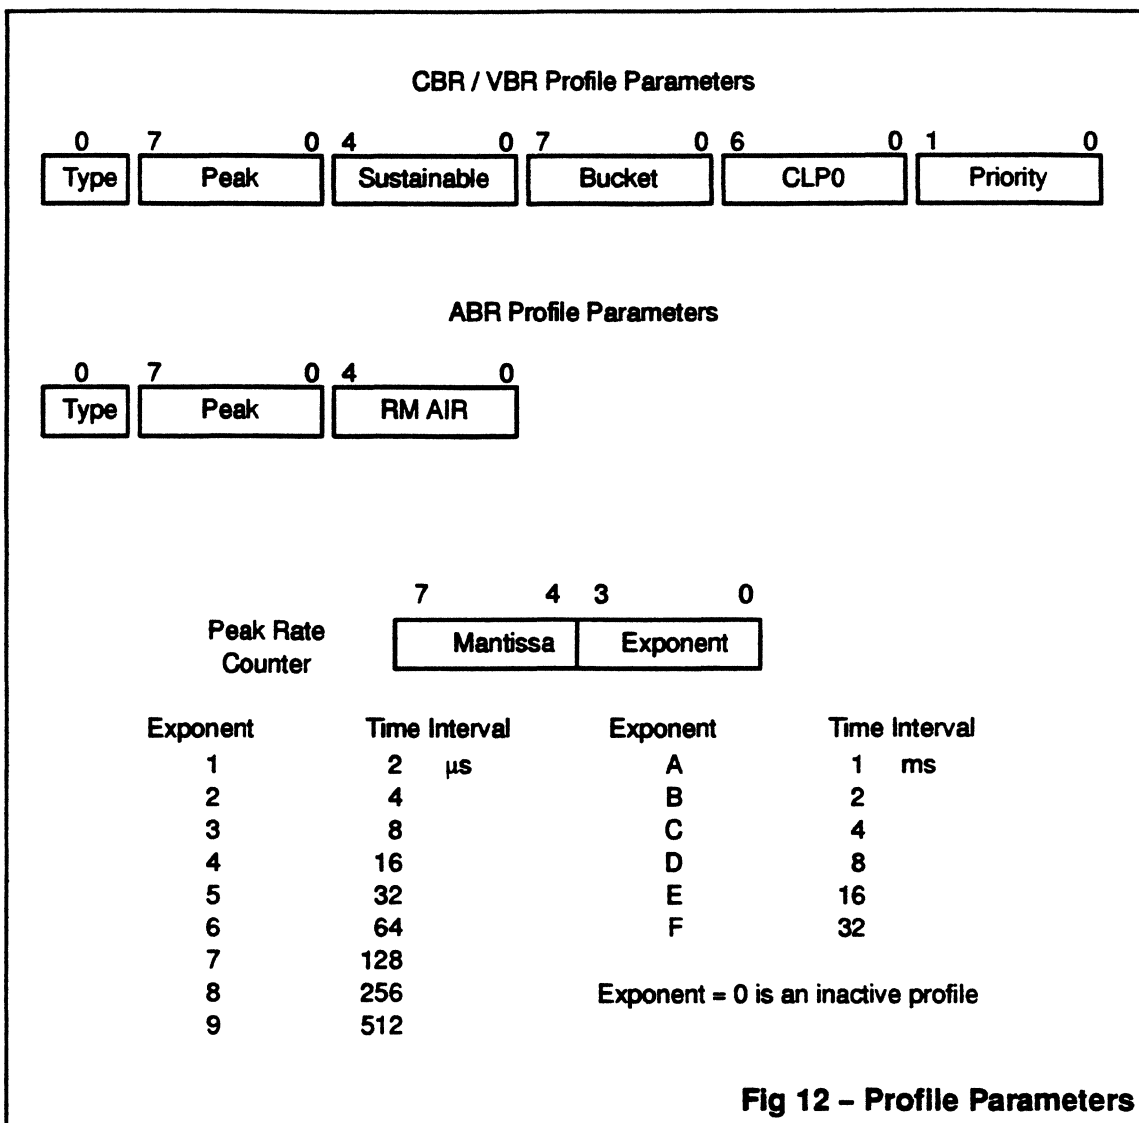 CBR / VBR Profile Parameters
0 7 0 4 0 7 0 6 0 1 0
Type Peak Sustainable Bucket CLP0 Priority
ABR Profile Parameters
0 7 0 4 0
Type Peak RM AIR
7 4 3 0
Peak Rate Counter Mantissa Exponent
Exponent Time Interval Exponent Time Interval
1 2 µs A 1 ms
2 4 B 2
3 8 C 4
4 16 D 8
5 32 E 16
6 64 F 32
7 128
8 256 Exponent = 0 is an inactive profile
9 512
Fig 12 – Profile Parameters